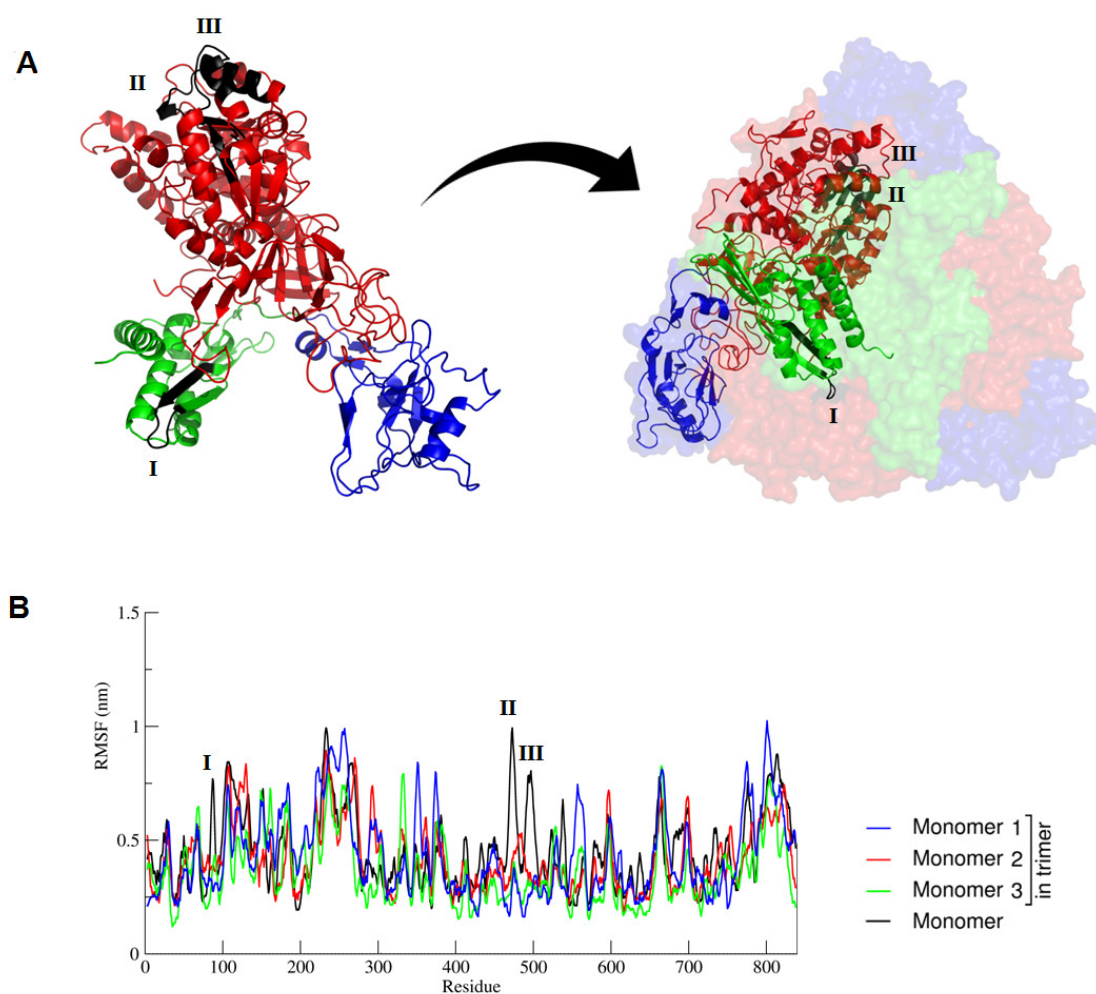 A
III
II
I
III
II
I
B
1.5
1
0.5
0
RMSF (nm)
I
II
III
0 100 200 300 400 500 600 700 800
Residue
Monomer 1
Monomer 2
Monomer 3
Monomer
in trimer